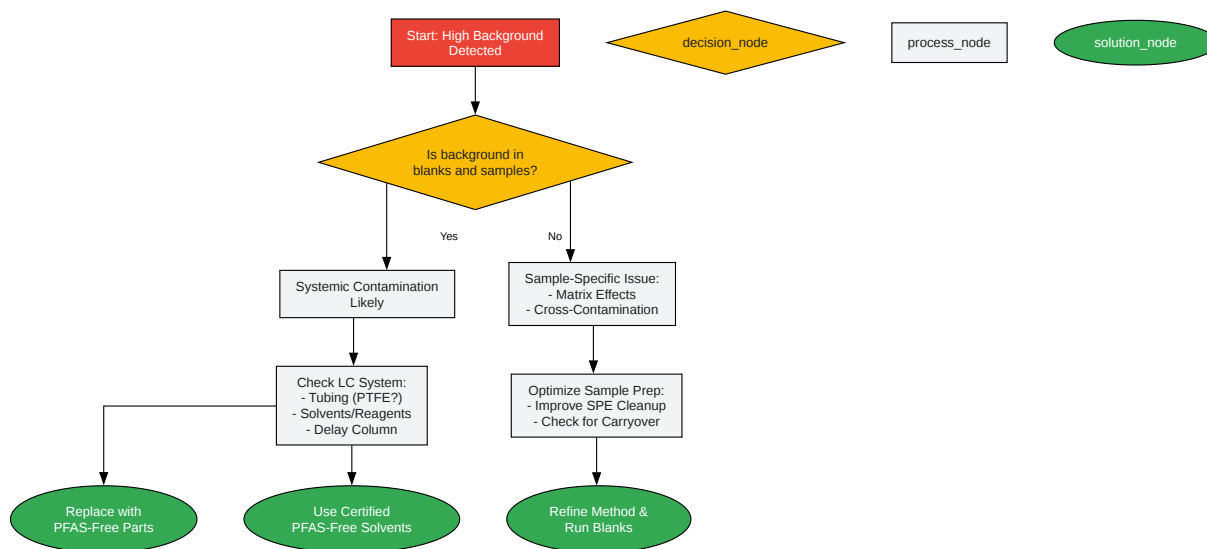 Start: High Background
Detected
decision_node
process_node
solution_node
Is background in
blanks and samples?
Yes
No
Systemic Contamination
Likely
Sample-Specific Issue:
- Matrix Effects
- Cross-Contamination
Check LC System:
- Tubing (PTFE?)
- Solvents/Reagents
- Delay Column
Optimize Sample Prep:
- Improve SPE Cleanup
- Check for Carryover
Replace with
PFAS-Free Parts
Use Certified
PFAS-Free Solvents
Refine Method &
Run Blanks